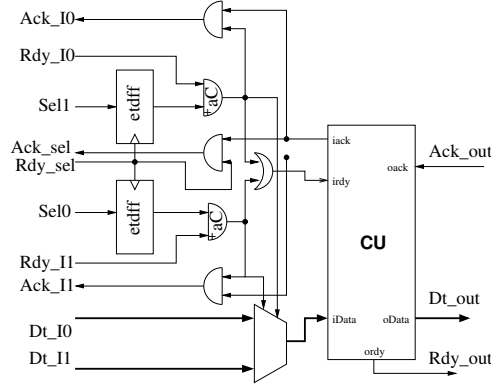 Ack_I0
Rdy_I0
etdff
+aC
Sel1
iack
Ack_sel
Rdy_sel
Ack_out
oack
irdy
etdff
Sel0
+aC
CU
Rdy_I1
Ack_I1
Dt_I0
iData
oData
Dt_out
Dt_I1
ordy
Rdy_out